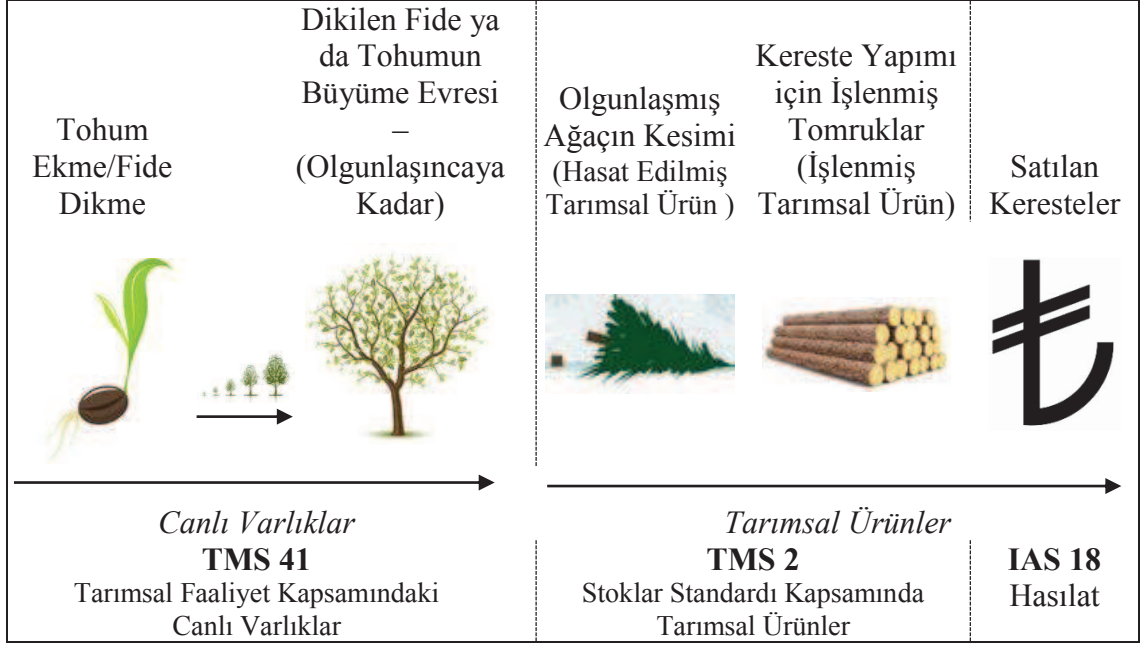 Tohum
Ekme/Fide
Dikme
Dikilen Fide ya
da Tohumun
Büyüme Evresi
–
(Olgunlaşıncaya
Kadar)
Olgunlaşmış
Ağaçın Kesimi
(Hasat Edilmiş
Tarımsal Ürün )
Kereste Yapımı
için İşlenmiş
Tomruklar
(İşlenmiş
Tarımsal Ürün)
Satılan
Keresteler
Canlı Varlıklar
TMS 41
Tarımsal Faaliyet Kapsamındaki
Canlı Varlıklar
Tarımsal Ürünler
TMS 2
Stoklar Standardı Kapsamında
Tarımsal Ürünler
IAS 18
Hasılat